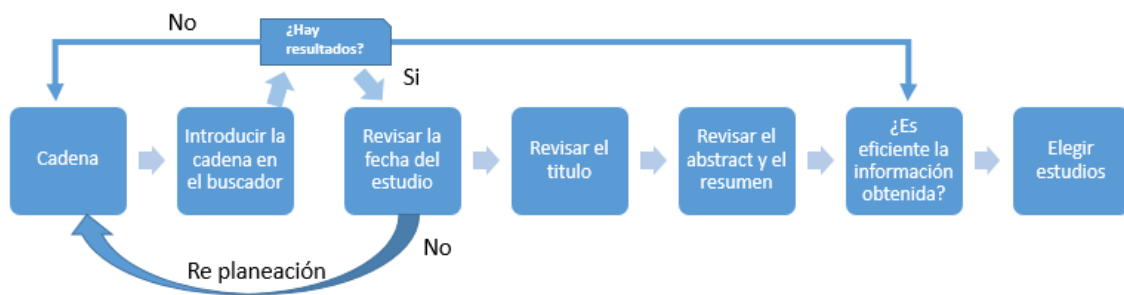 No
¿Hay
resultados?
Si
Cadena
Introducir la
cadena en
el buscador
Revisar la
fecha del
estudio
Revisar el
titulo
Revisar el
abstract y el
resumen
¿Es
eficiente la
información
obtenida?
Elegir
estudios
Re planeación
No